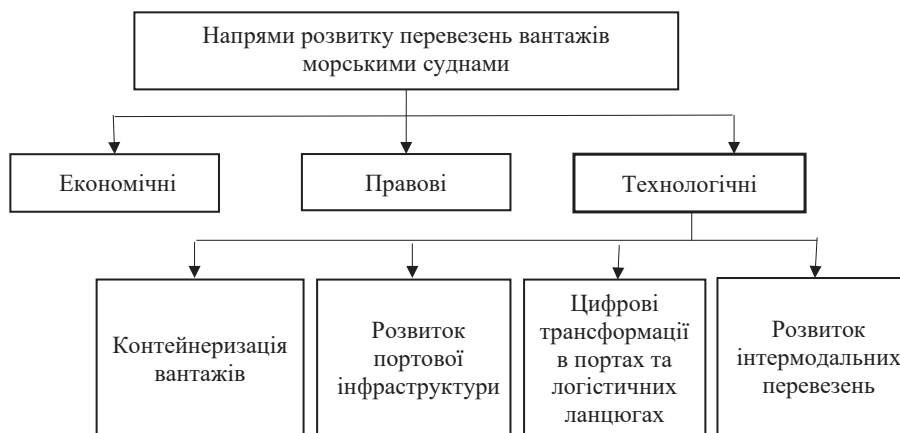 Напрями розвитку перевезень вантажів
морськими суднами
Економічні
Правові
Технологічні
Контейнеризація
вантажів
Розвиток
портової
інфраструктури
Цифрові
трансформації
в портах та
логістичних
ланцюгах
Розвиток
інтермодальних
перевезень